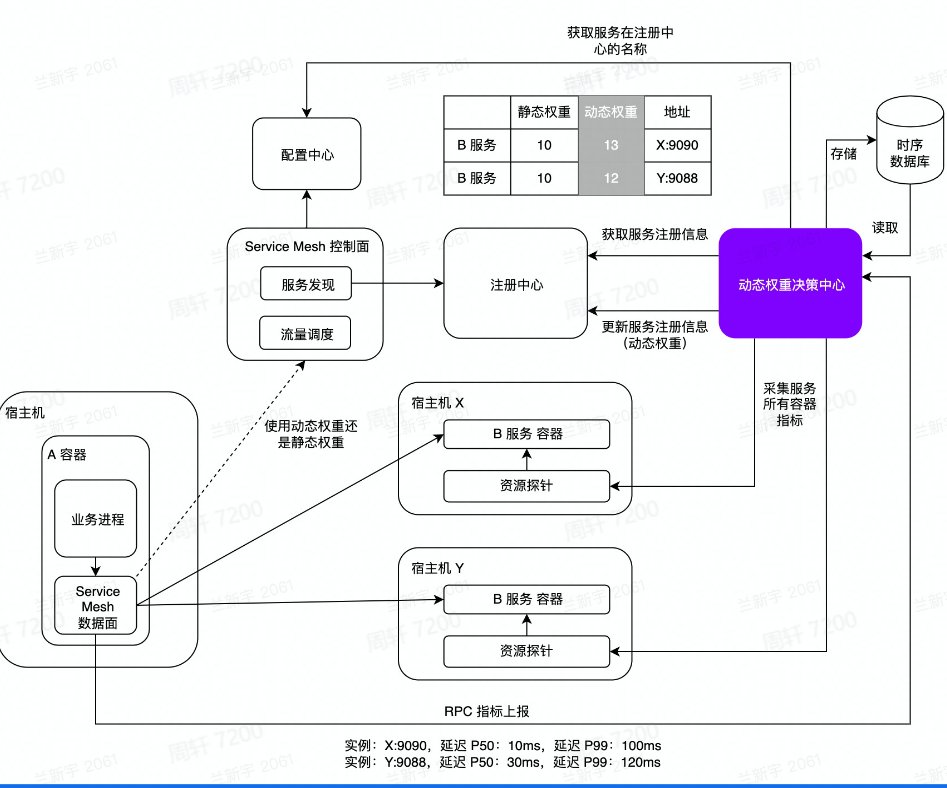 获取服务在注册中
心的名称
静态权重 动态权重 地址
B 服务 10 13 X:9090
B 服务 10 12 Y:9088
时序
数据库
存储
读取
配置中心
Service Mesh 控制面
服务发现
流量调度
注册中心
获取服务注册信息
更新服务注册信息
（动态权重）
动态权重决策中心
采集服务
所有容器
指标
使用动态权重还
是静态权重
宿主机
A 容器
业务进程
Service
Mesh
数据面
宿主机 X
B 服务 容器
资源探针
宿主机 Y
B 服务 容器
资源探针
RPC 指标上报
实例：X:9090，延迟 P50：10ms，延迟 P99：100ms
实例：Y:9088，延迟 P50：30ms，延迟 P99：120ms
兰新宇 2061
周轩 7200